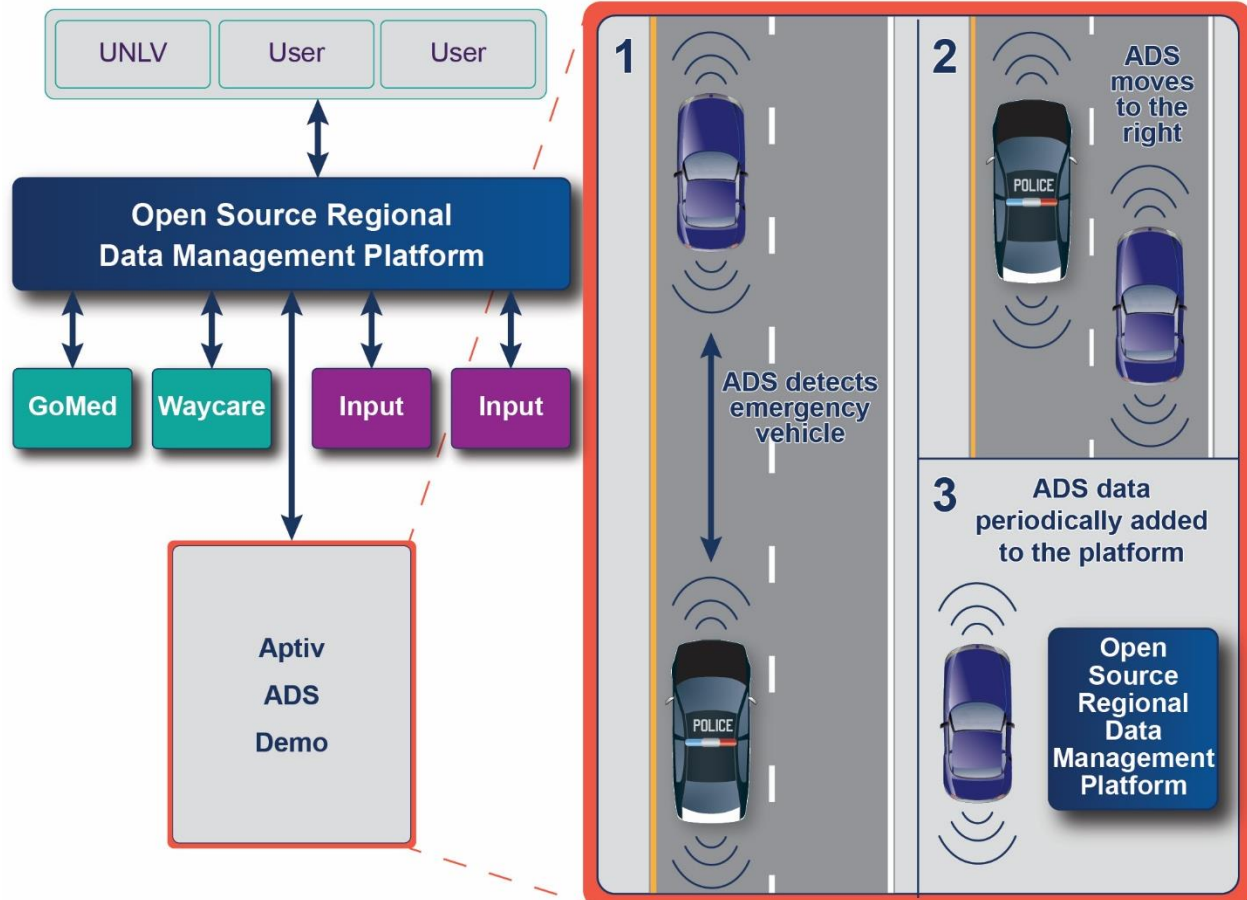 UNLV
User
User
Open Source Regional
Data Management Platform
GoMed
Waycare
Input
Input
Aptiv
ADS
Demo
1
ADS detects
emergency
vehicle
POLICE
2
ADS
moves
to the
right
POLICE
3
ADS data
periodically added
to the platform
Open
Source
Regional
Data
Management
Platform